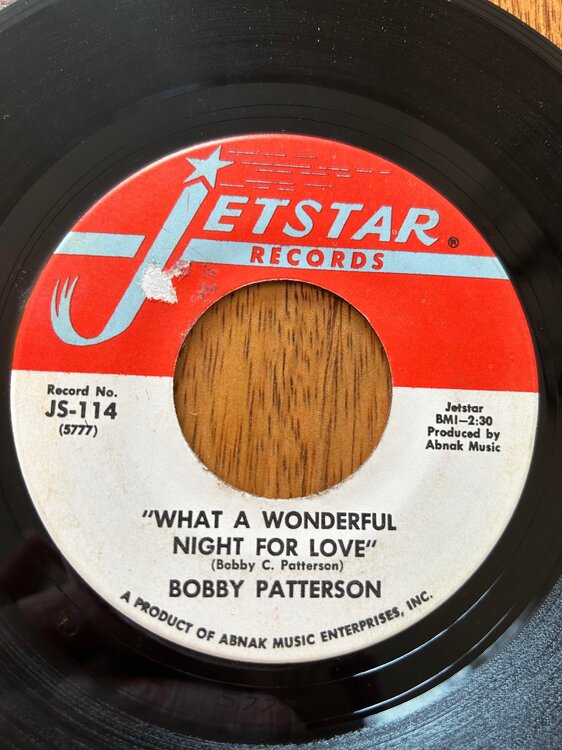 JETSTAR®
RECORDS
Record No.
JS-114
(5777)
Jetstar
BMI—2:30
Produced by
Abnak Music
"WHAT A WONDERFUL
NIGHT FOR LOVE"
(Bobby C. Patterson)
BOBBY PATTERSON
A PRODUCT OF ABNAK MUSIC ENTERPRISES, INC.